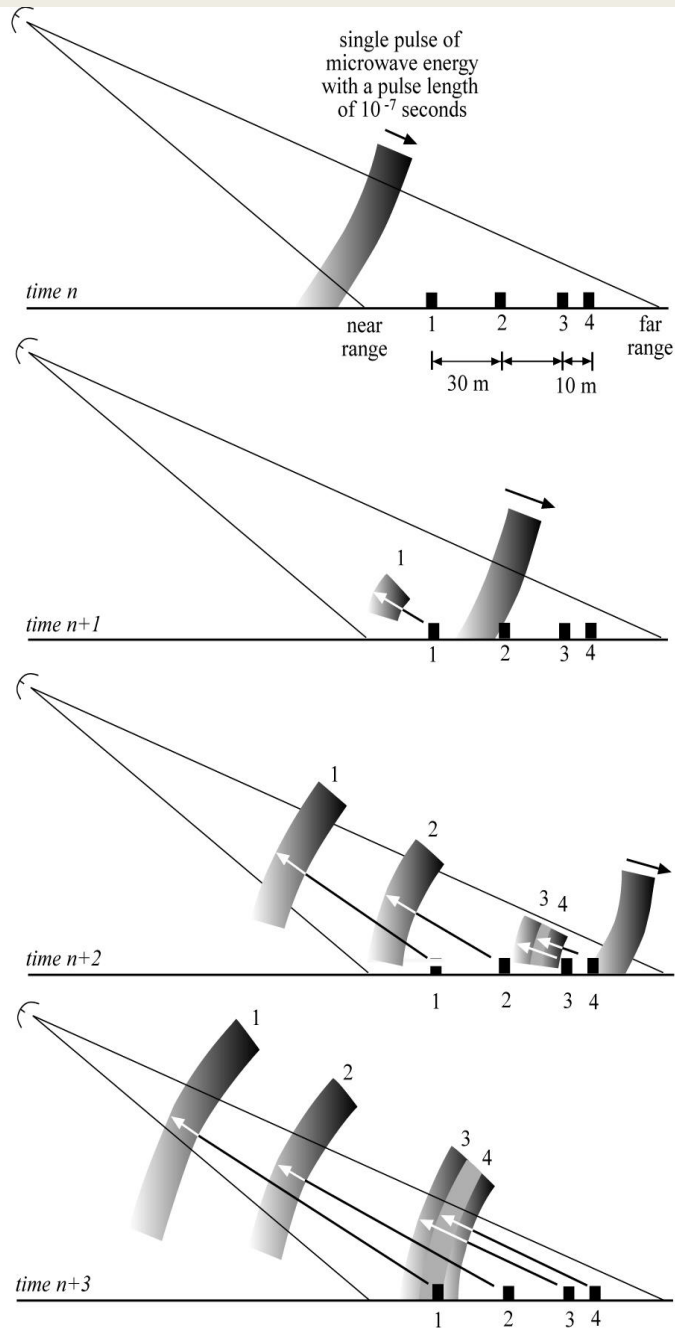 single pulse of
microwave energy
with a pulse length
of 10⁻⁷ seconds
time n
near
range
1 2 3 4
far
range
30 m 10 m
1
time n+1
1 2 3 4
1
2
3 4
time n+2
1 2 3 4
1
2
3
4
time n+3
1 2 3 4